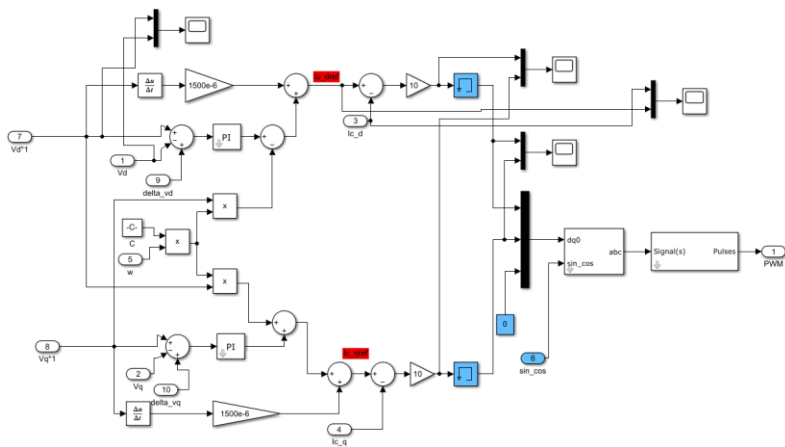 Δu
Δt
1500e-6
+
+
Ic_dref
+
-
10
3
Ic_d
7
Vd*1
+
-
+
PI
+
-
1
Vd
9
delta_vd
x
-C-
C
x
5
w
x
dq0
abc
sin_cos
Signal(s)
Pulses
1
PWM
0
6
sin_cos
+
+
8
Vq*1
+
-
+
PI
2
Vq
10
delta_vq
+
+
Ic_qref
+
-
10
4
Ic_q
Δu
Δt
1500e-6